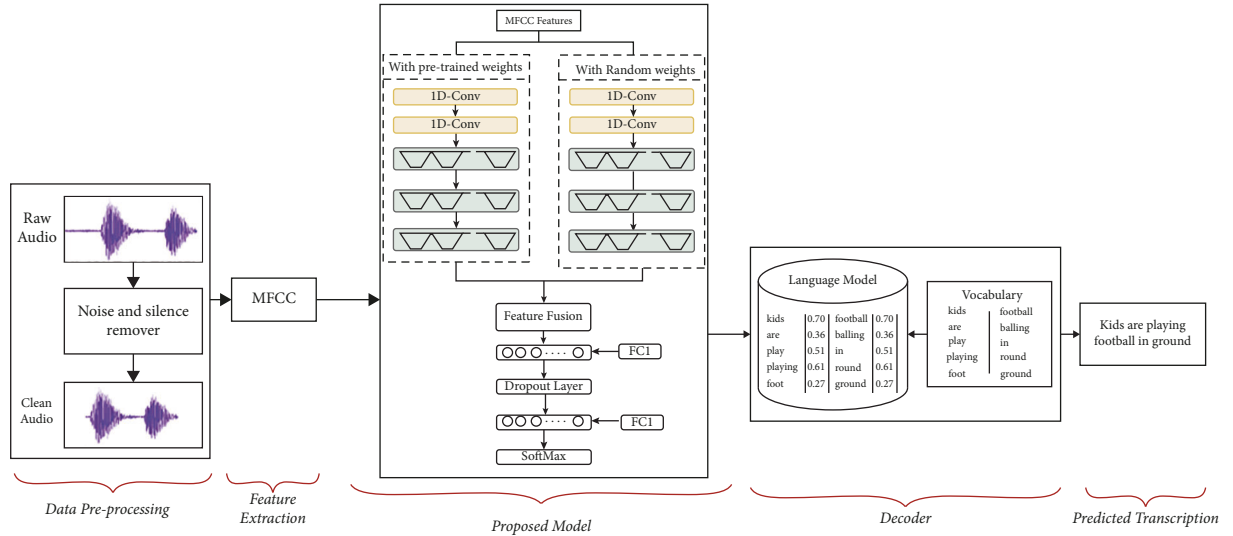 Raw
Audio
Noise and silence
remover
Clean
Audio
Data Pre-processing
MFCC
Feature
Extraction
MFCC Features
With pre-trained weights
1D-Conv
1D-Conv
With Random weights
1D-Conv
1D-Conv
Feature Fusion
FC1
Dropout Layer
FC1
SoftMax
Proposed Model
Language Model
kids 0.70 football 0.70
are 0.36 balling 0.36
play 0.51 in 0.51
playing 0.61 round 0.61
foot 0.27 ground 0.27
Vocabulary
kids football
are balling
play in
playing round
foot ground
Decoder
Kids are playing
football in ground
Predicted Transcription